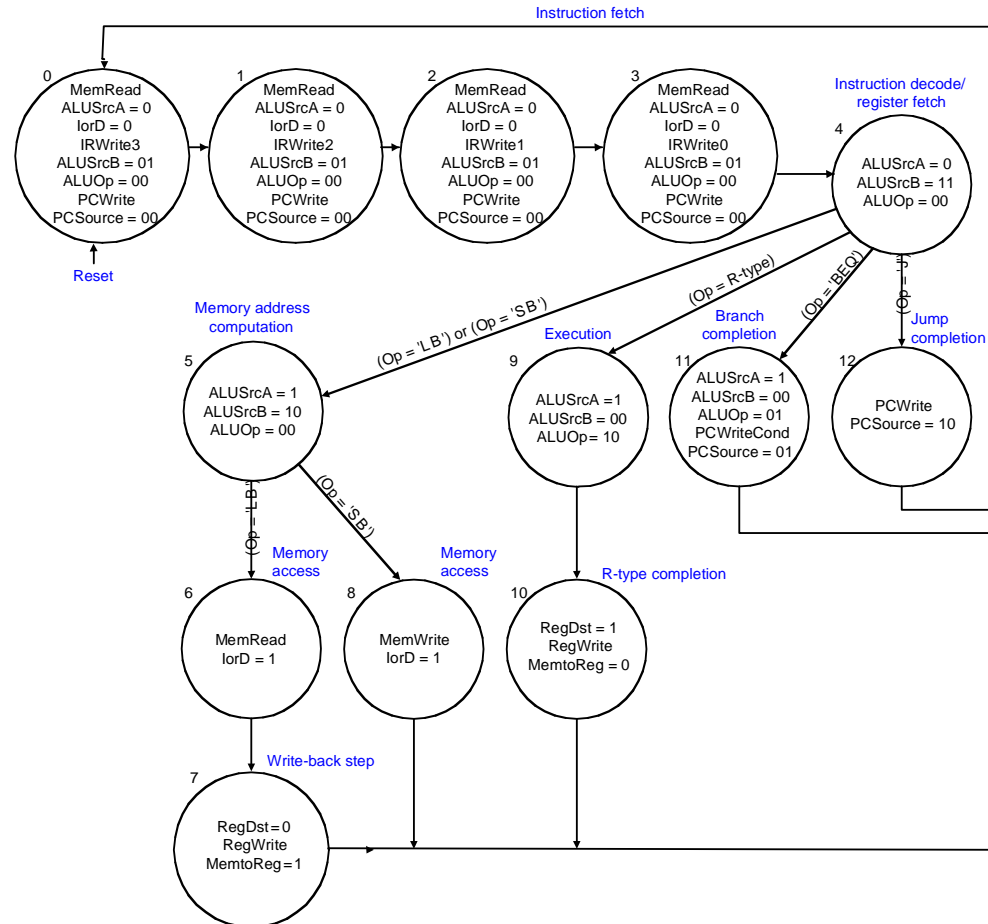 Instruction fetch
0
MemRead
ALUSrcA = 0
IorD = 0
IRWrite3
ALUSrcB = 01
ALUOp = 00
PCWrite
PCSource = 00
1
MemRead
ALUSrcA = 0
IorD = 0
IRWrite2
ALUSrcB = 01
ALUOp = 00
PCWrite
PCSource = 00
2
MemRead
ALUSrcA = 0
IorD = 0
IRWrite1
ALUSrcB = 01
ALUOp = 00
PCWrite
PCSource = 00
3
MemRead
ALUSrcA = 0
IorD = 0
IRWrite0
ALUSrcB = 01
ALUOp = 00
PCWrite
PCSource = 00
Instruction decode/
register fetch
4
ALUSrcA = 0
ALUSrcB = 11
ALUOp = 00
Reset
(Op = 'LB') or (Op = 'SB')
(Op = R-type)
(Op = 'BEQ')
(Op = 'J')
Memory address
computation
5
ALUSrcA = 1
ALUSrcB = 10
ALUOp = 00
Execution
9
ALUSrcA =1
ALUSrcB = 00
ALUOp= 10
Branch
completion
11
ALUSrcA = 1
ALUSrcB = 00
ALUOp = 01
PCWriteCond
PCSource = 01
Jump
completion
12
PCWrite
PCSource = 10
(Op = 'LB')
(Op = 'SB')
Memory
access
6
MemRead
IorD = 1
Memory
access
8
MemWrite
IorD = 1
R-type completion
10
RegDst = 1
RegWrite
MemtoReg = 0
Write-back step
7
RegDst=0
RegWrite
MemtoReg=1